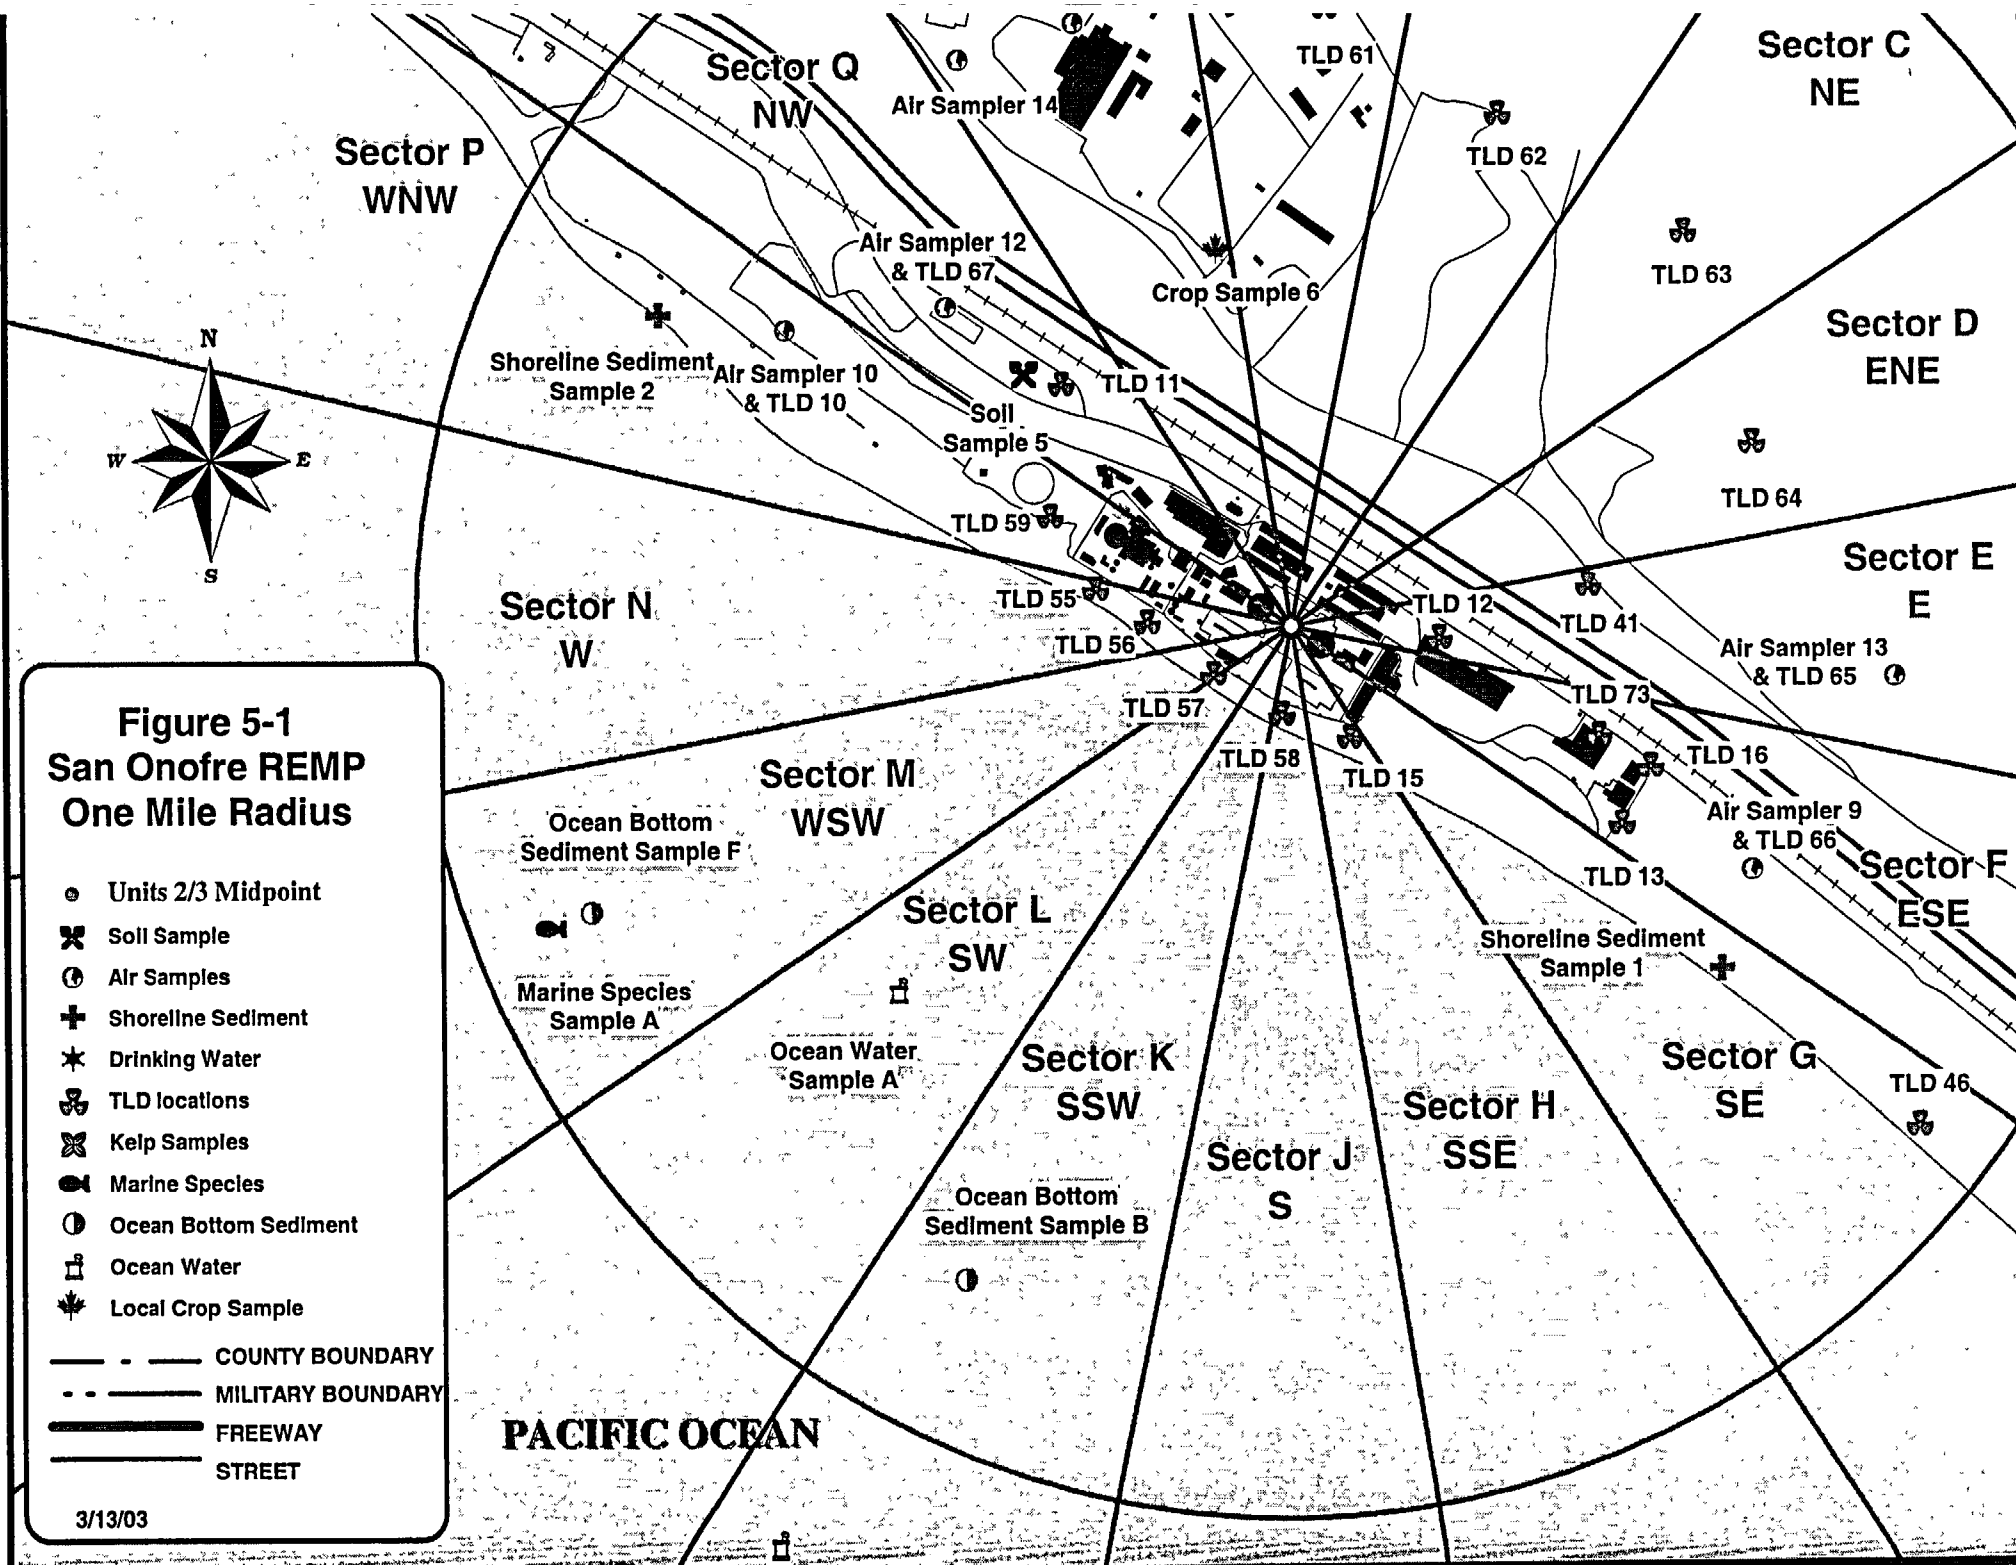 TLD 61
Sector C
NE
Sector Q
NW
Air Sampler 14
Sector P
WNW
TLD 62
Air Sampler 12
& TLD 67
TLD 63
Crop Sample 6
Sector D
ENE
N
W
E
S
Shoreline Sediment
Sample 2
Air Sampler 10
& TLD 10
TLD 11
Soil
Sample 5
TLD 64
TLD 59
Sector E
E
Sector N
W
TLD 55
TLD 56
TLD 12
TLD 41
Air Sampler 13
& TLD 65
TLD 57
TLD 73
TLD 58
TLD 15
TLD 16
Sector M
WSW
Air Sampler 9
& TLD 66
Ocean Bottom
Sediment Sample F
TLD 13
Sector F
ESE
Sector L
SW
Shoreline Sediment
Sample 1
Marine Species
Sample A
Ocean Water
Sample A
Sector K
SSW
Sector G
SE
TLD 46
Sector H
SSE
Sector J
S
Ocean Bottom
Sediment Sample B
PACIFIC OCEAN
Figure 5-1
San Onofre REMP
One Mile Radius
Units 2/3 Midpoint
Soil Sample
Air Samples
Shoreline Sediment
Drinking Water
TLD locations
Kelp Samples
Marine Species
Ocean Bottom Sediment
Ocean Water
Local Crop Sample
COUNTY BOUNDARY
MILITARY BOUNDARY
FREEWAY
STREET
3/13/03